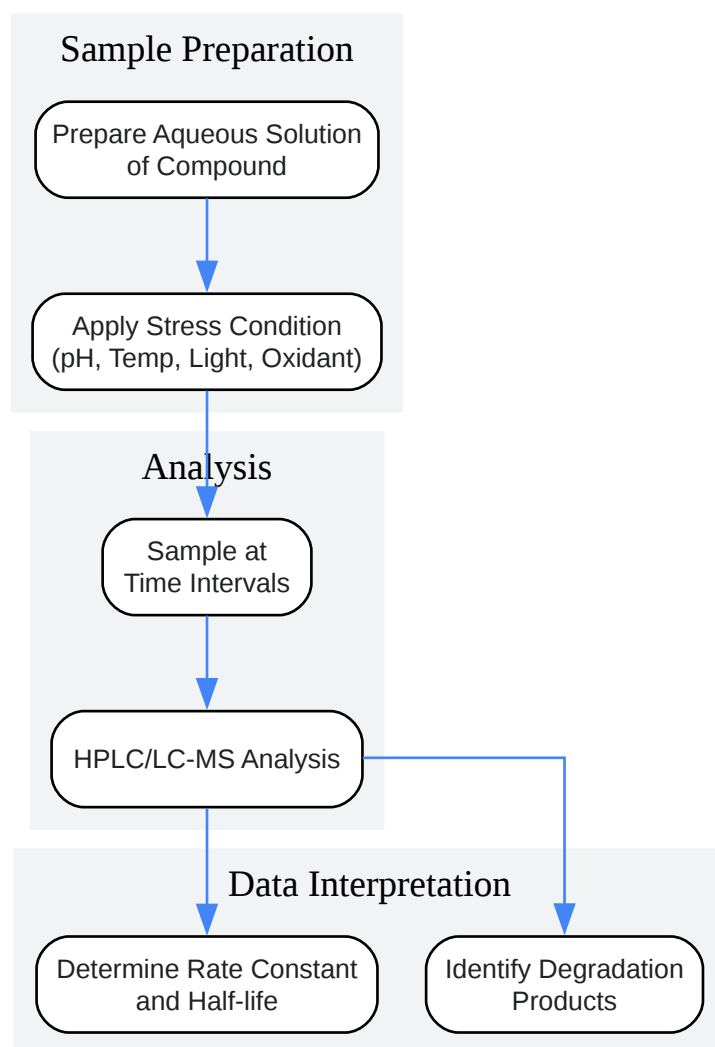 Sample Preparation
Prepare Aqueous Solution
of Compound
Apply Stress Condition
(pH, Temp, Light, Oxidant)
Analysis
Sample at
Time Intervals
HPLC/LC-MS Analysis
Data Interpretation
Determine Rate Constant
and Half-life
Identify Degradation
Products